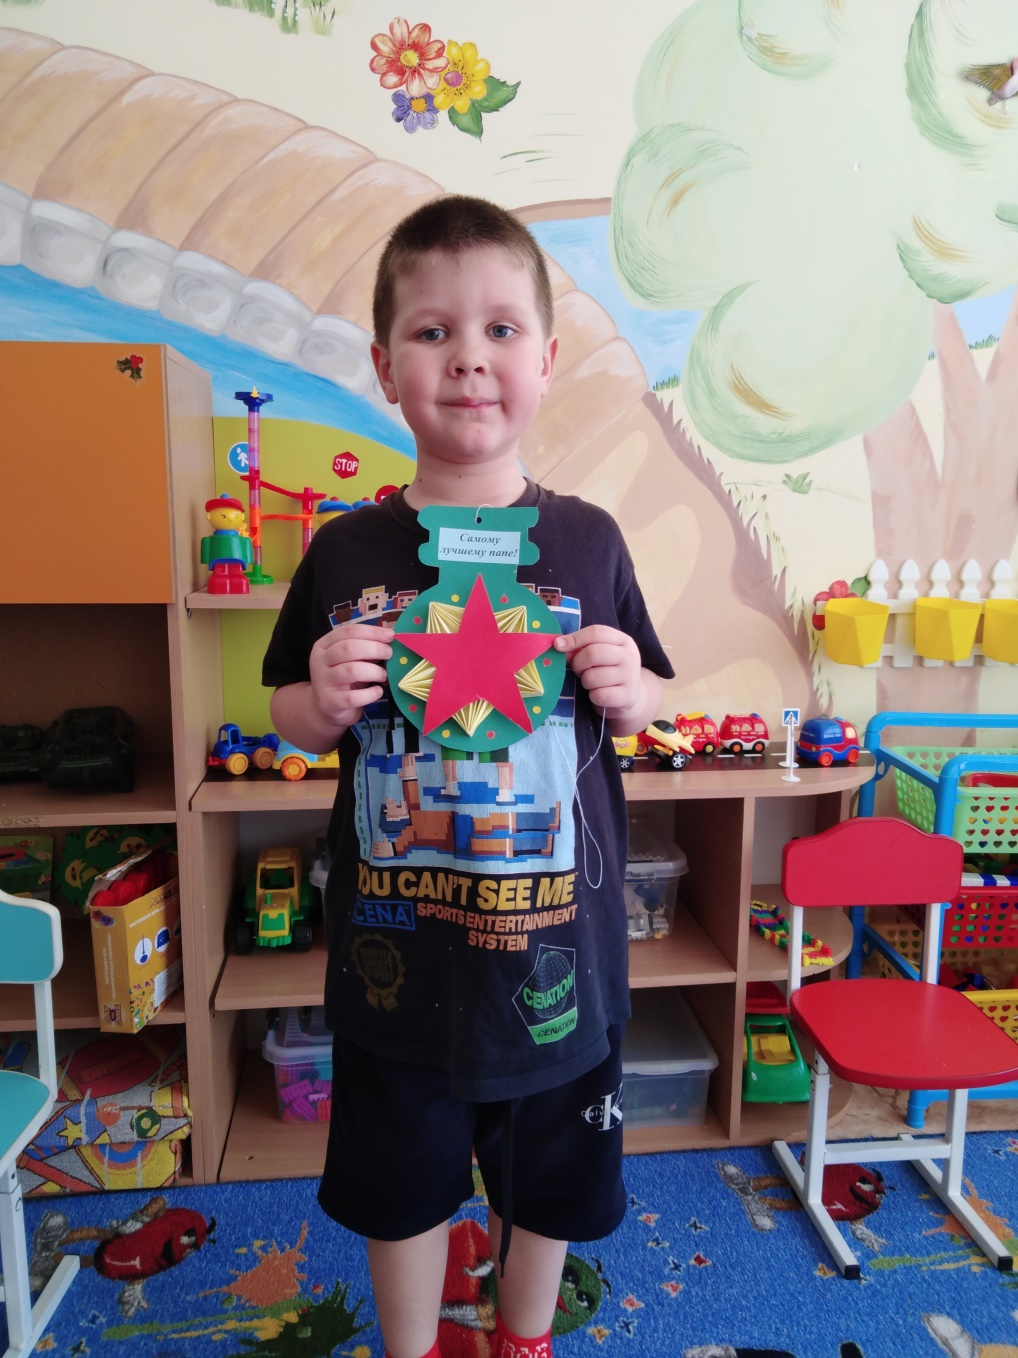 STOP
Самому
лучшему папе!
YOU CAN'T SEE ME
CENA
SPORTS ENTERTAINMENT
SYSTEM
CENATION
CENATION